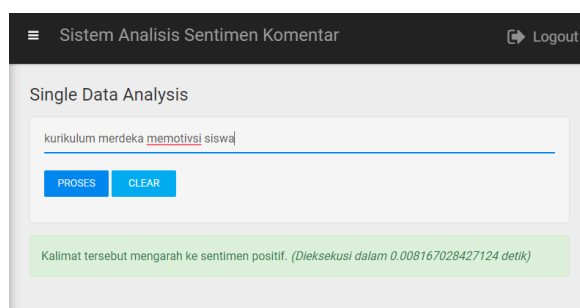 Sistem Analisis Sentimen Komentar Logout
Single Data Analysis
kurikulum merdeka memotivsi siswa
PROSES CLEAR
Kalimat tersebut mengarah ke sentimen positif. (Dieksekusi dalam 0.008167028427124 detik)